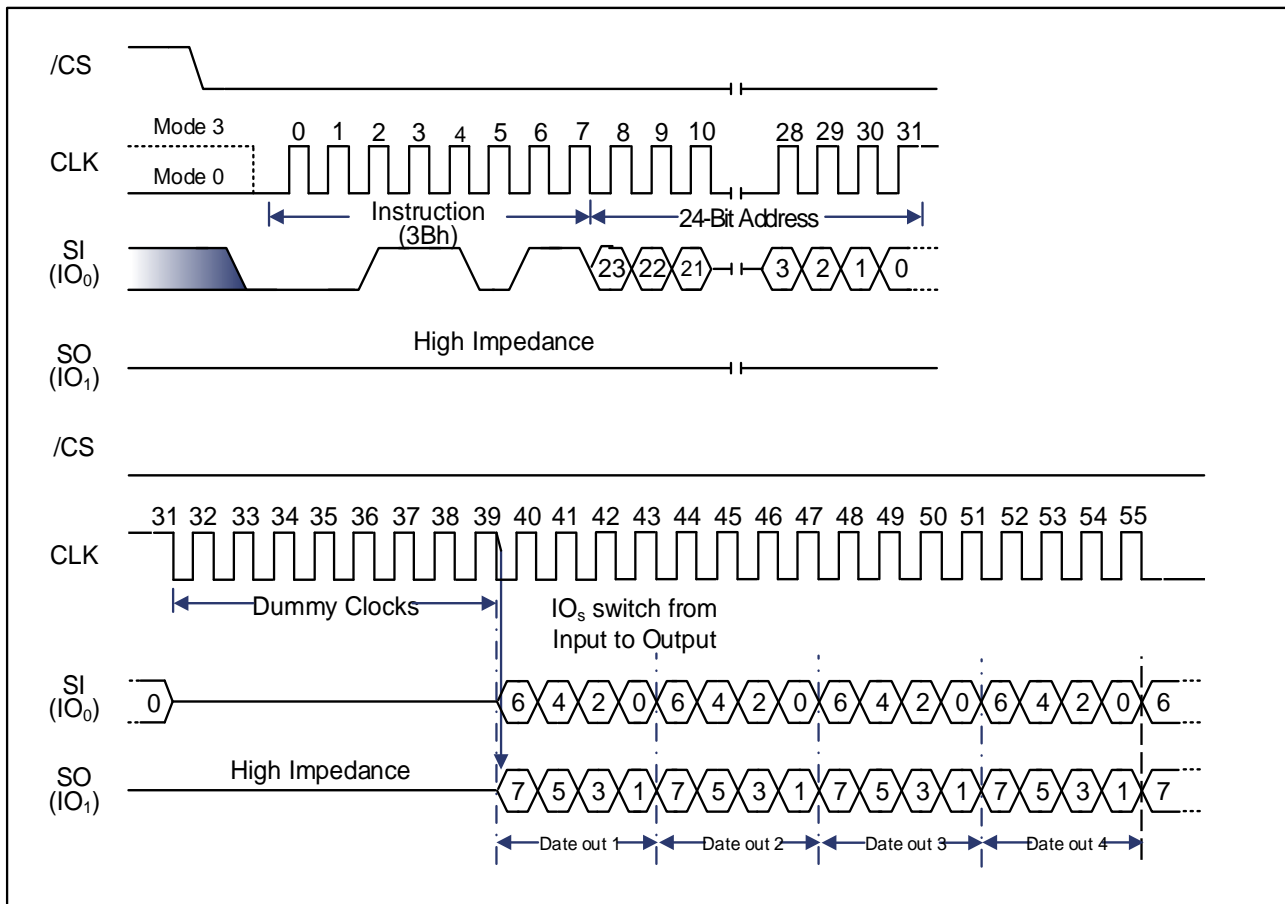 /CS
Mode 3
Mode 0
CLK
0 1 2 3 4 5 6 7 8 9 10 28 29 30 31
Instruction
(3Bh)
24-Bit Address
SI
(IO0)
23 22 21 3 2 1 0
High Impedance
SO
(IO1)
/CS
31 32 33 34 35 36 37 38 39 40 41 42 43 44 45 46 47 48 49 50 51 52 53 54 55
CLK
Dummy Clocks
IOs switch from
Input to Output
SI
(IO0)
0 6 4 2 0 6 4 2 0 6 4 2 0 6 4 2 0 6
High Impedance
SO
(IO1)
7 5 3 1 7 5 3 1 7 5 3 1 7 5 3 1 7
Date out 1 Date out 2 Date out 3 Date out 4